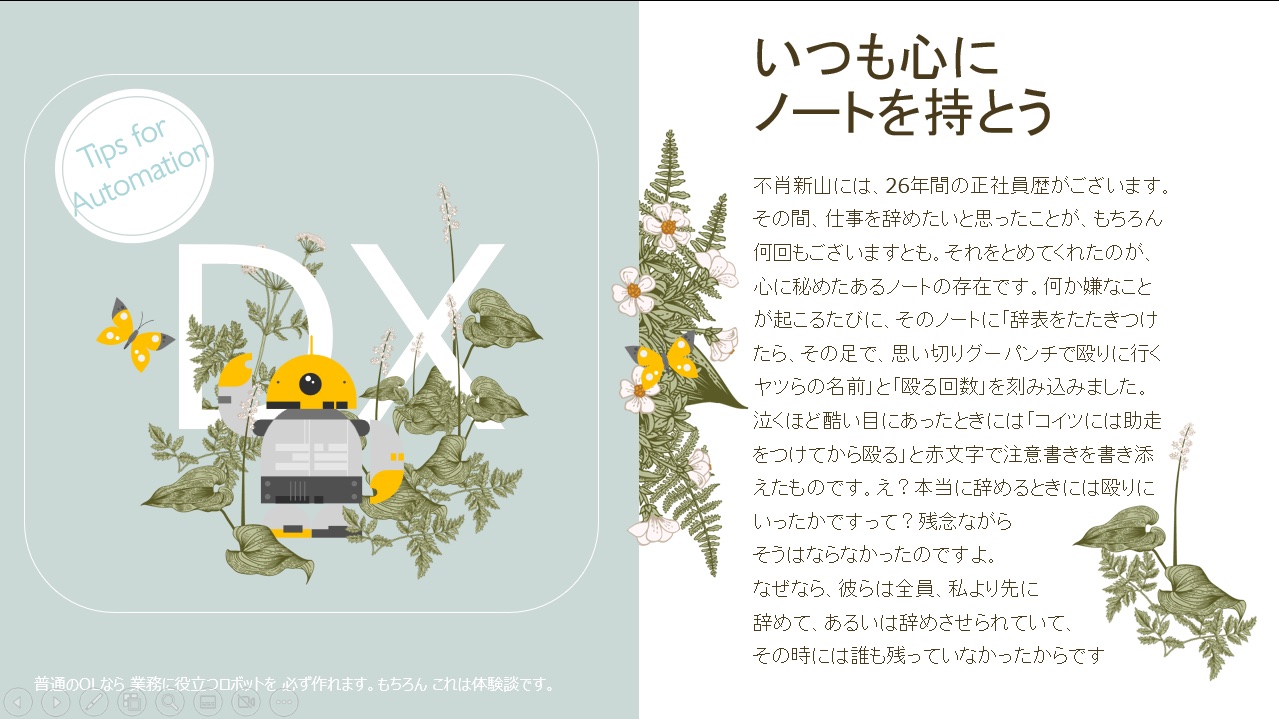 Tips for
Automation
DX
普通のOLなら 業務に役立つロボットを 必ず作れます。もちろん これは体験談です。
いつも心に
ノートを持とう
不肖新山には、26年間の正社員歴がございます。
その間、仕事を辞めたいと思ったことが、もちろん
何回もございますとも。それをとめてくれたのが、
心に秘めたあるノートの存在です。何か嫌なこと
が起こるたびに、そのノートに「辞表をたたきつけ
たら、その足で、思い切りグーパンチで殴りに行く
ヤツらの名前」と「殴る回数」を刻み込みました。
泣くほど酷い目にあったときには「コイツには助走
をつけてから殴る」と赤文字で注意書きを書き添
えたものです。え？本当に辞めるときには殴りに
いったかですって？残念ながら
そうはならなかったのですよ。
なぜなら、彼らは全員、私より先に
辞めて、あるいは辞めさせられていて、
その時には誰も残っていなかったからです